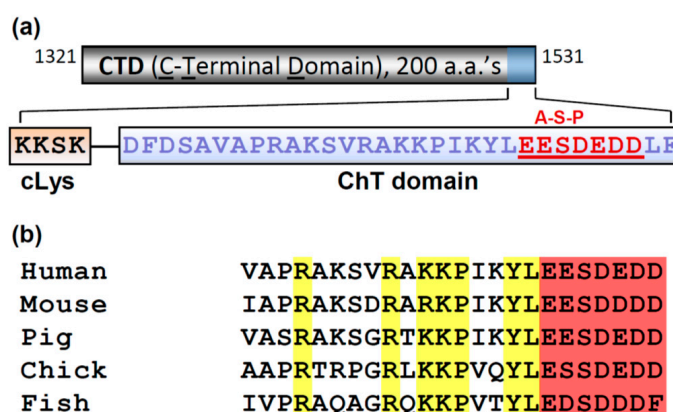 (a)
1321 CTD (C-Terminal Domain), 200 a.a.'s 1531
A-S-P
KKSK DFDSAVAPRAKSVRAKKPIKYLEESDEDDLF
cLys ChT domain
(b)
Human VAPRAKSVRAKKPIKYLEESDEDD
Mouse IAPRAKSDRARKPIKYLEESDDDD
Pig VASRAKSGRTKKPIKYLEESDEDD
Chick AAPRTRPGRLKKPVQYLESSDEDD
Fish IVPRAQAGRQKKPVTYLEDSDDDF